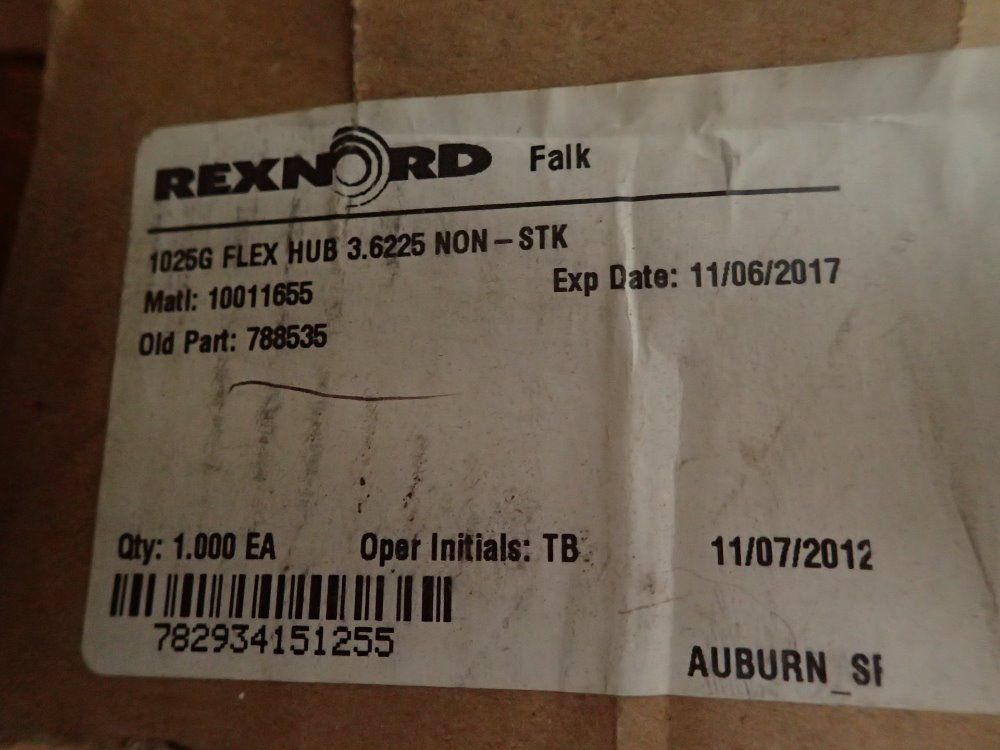 REXNORD Falk
1025G FLEX HUB 3.6225 NON-STK
Matl: 10011655 Exp Date: 11/06/2017
Old Part: 788535
Qty: 1.000 EA Oper Initials: TB 11/07/2012
782934151255
AUBURN_SF